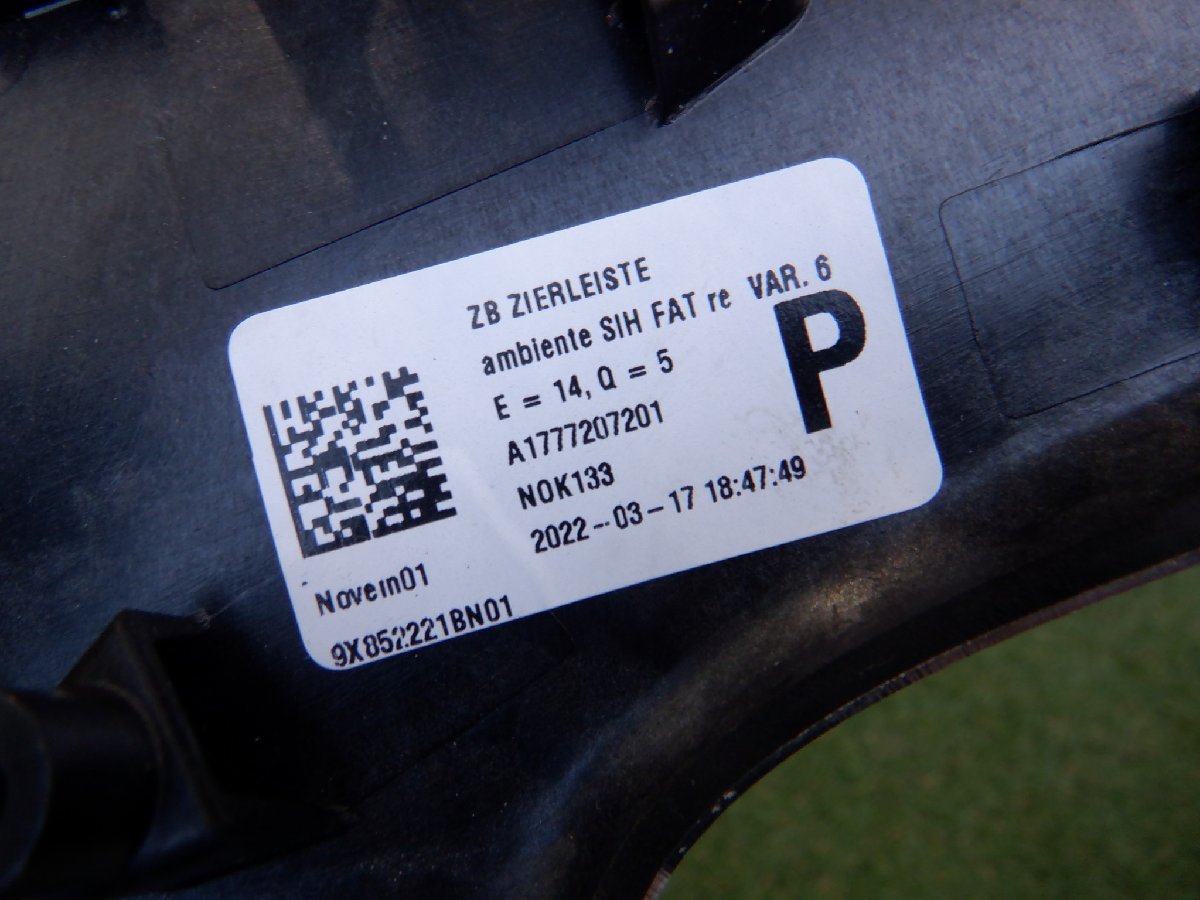 ZB ZIERLEISTE
ambiente SIH FAT re VAR. 6
P
E = 14, Q = 5
A1777207201
NOK133
2022-03-17 18:47:49
Novem01
9X852221BN01